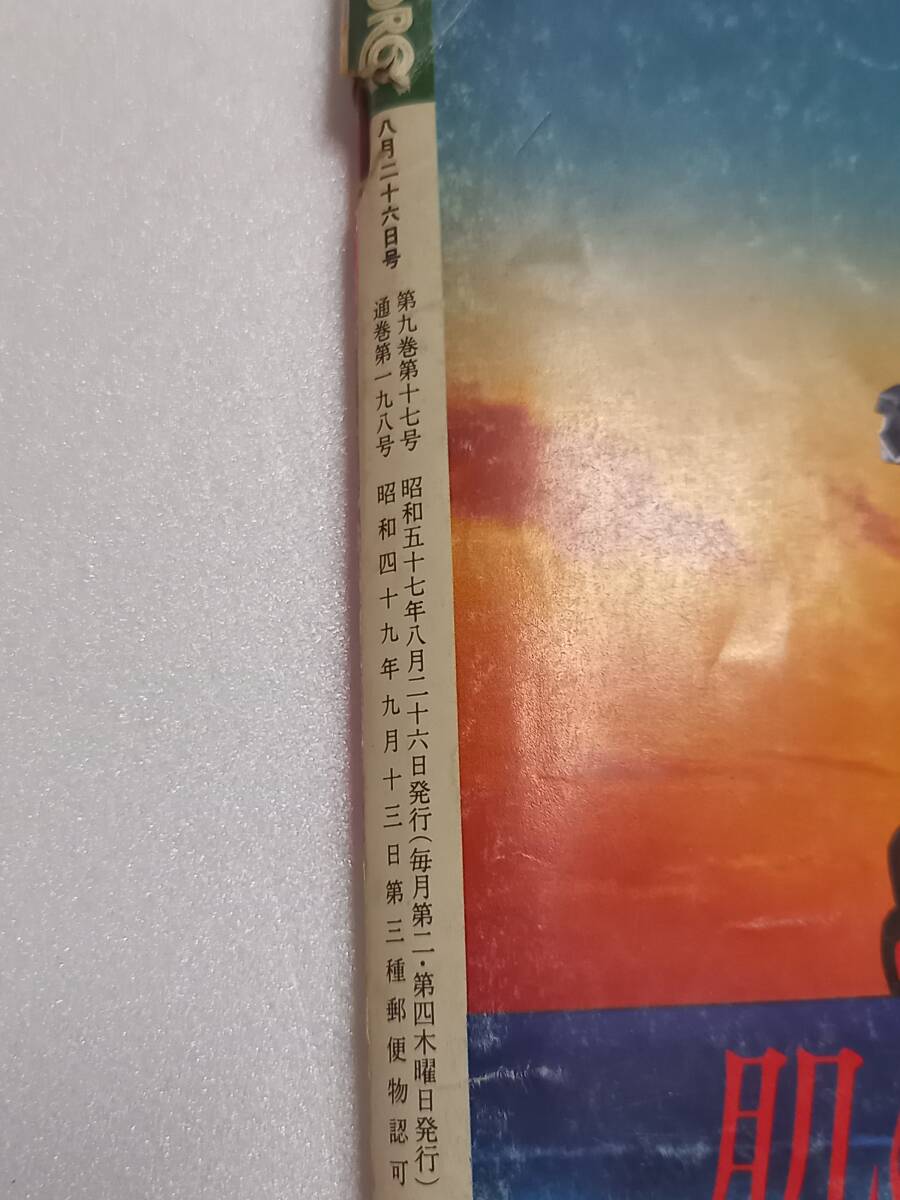 八月二十六日号
第九巻第十七号
通巻第一九八号
昭和五十七年八月二十六日発行(毎月第二・第四木曜日発行)
昭和四十九年九月十三日第三種郵便物認可
肌